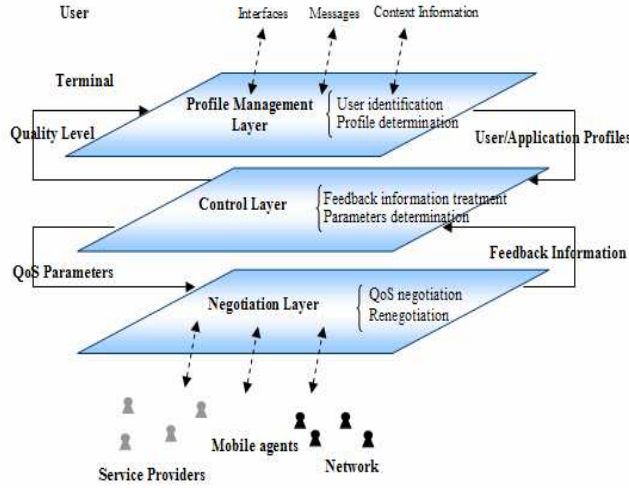 User
Interfaces
Messages
Context Information
Terminal
Profile Management
Layer
User identification
Profile determination
Quality Level
User/Application Profiles
Control Layer
Feedback information treatment
Parameters determination
QoS Parameters
Feedback Information
Negotiation Layer
QoS negotiation
Renegotiation
Mobile agents
Service Providers
Network